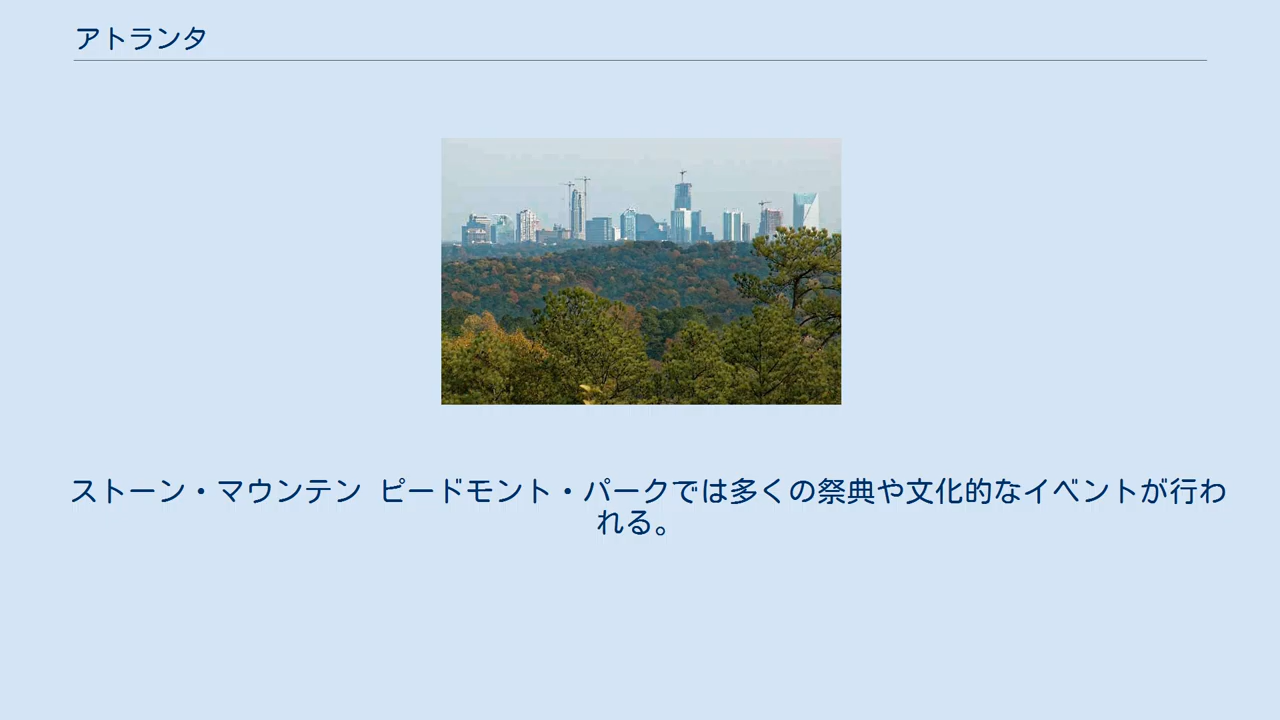 アトランタ
ストーン・マウンテン ピードモント・パークでは多くの祭典や文化的なイベントが行わ
れる。